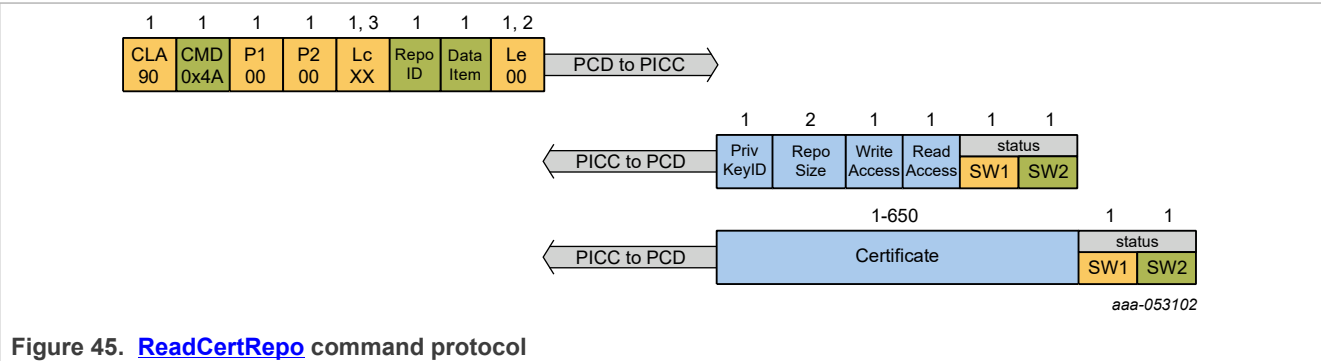 1 1 1 1 1, 3 1 1 1, 2
CLA CMD P1 P2 Lc Repo Data Le
90 0x4A 00 00 XX ID Item 00
PCD to PICC
1 2 1 1 1 1
Priv Repo Write Read status
KeyID Size Access Access SW1 SW2
PICC to PCD
1-650 1 1
Certificate status
SW1 SW2
PICC to PCD
aaa-053102
Figure 45. ReadCertRepo command protocol